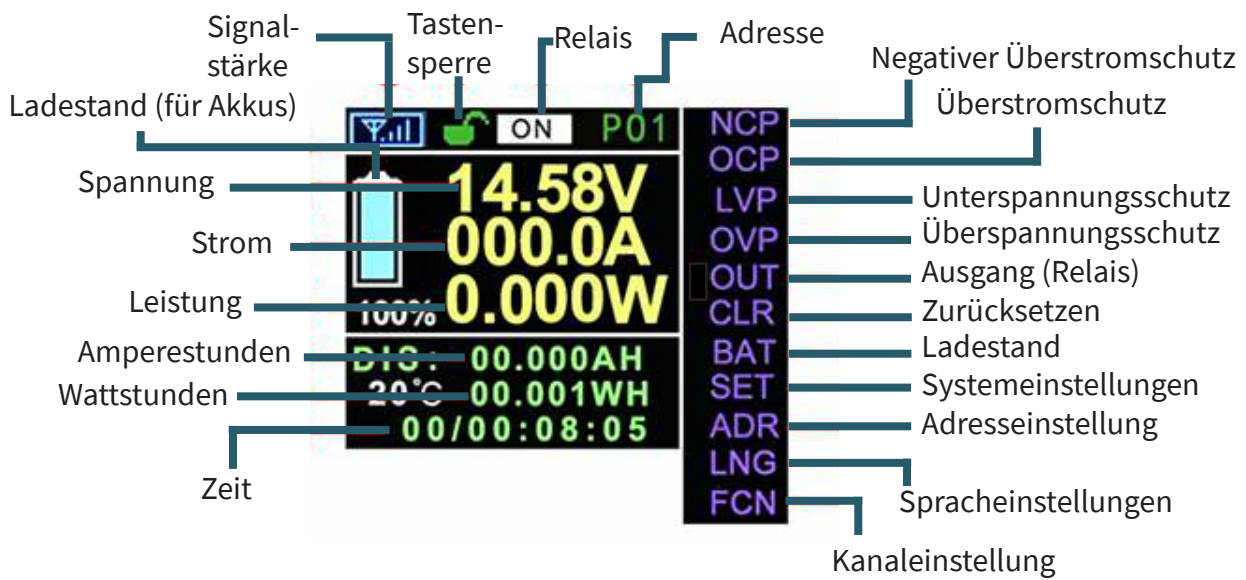 Signal-
stärke
Tasten-
sperre
Relais
Adresse
Negativer Überstromschutz
Ladestand (für Akkus)
Überstromschutz
ON
P01
NCP
OCP
Spannung
14.58V
LVP
Unterspannungsschutz
Strom
000.0A
OVP
Überspannungsschutz
OUT
Ausgang (Relais)
Leistung
100%
0.000W
CLR
Zurücksetzen
Amperestunden
DIS:
00.000AH
BAT
Ladestand
Wattstunden
20°C
00.001WH
SET
Systemeinstellungen
00/00:08:05
ADR
Adresseinstellung
Zeit
LNG
Spracheinstellungen
FCN
Kanaleinstellung